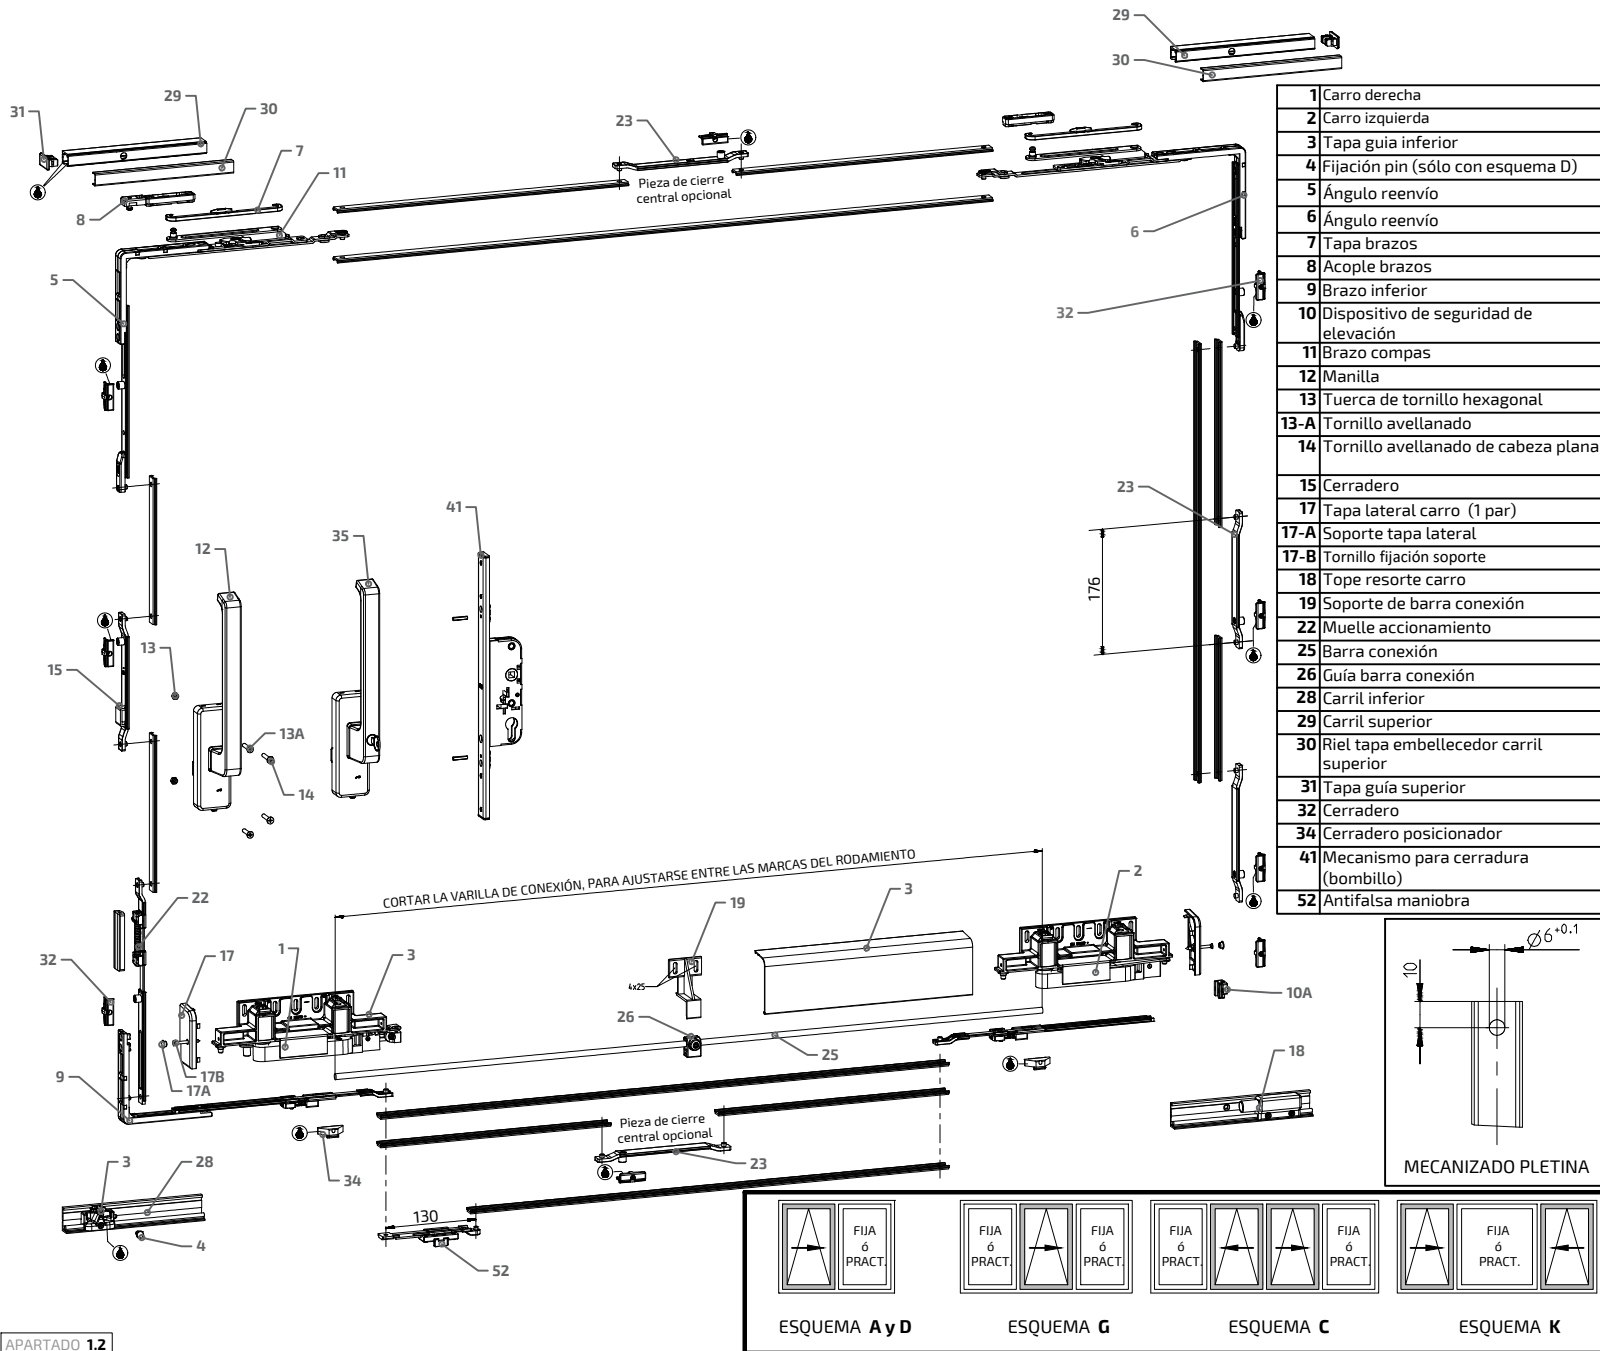 29
30
31
29
30
7
11
8
5
23
Pieza de cierre
central opcional
6
32
1 Carro derecha
2 Carro izquierda
3 Tapa guia inferior
4 Fijación pin (sólo con esquema D)
5 Ángulo reenvío
6 Ángulo reenvío
7 Tapa brazos
8 Acople brazos
9 Brazo inferior
10 Dispositivo de seguridad de
elevación
11 Brazo compas
12 Manilla
13 Tuerca de tornillo hexagonal
13-A Tornillo avellanado
14 Tornillo avellanado de cabeza plana
15 Cerradero
17 Tapa lateral carro (1 par)
17-A Soporte tapa lateral
17-B Tornillo fijación soporte
18 Tope resorte carro
19 Soporte de barra conexión
22 Muelle accionamiento
25 Barra conexión
26 Guía barra conexión
28 Carril inferior
29 Carril superior
30 Riel tapa embellecedor carril
superior
31 Tapa guía superior
32 Cerradero
34 Cerradero posicionador
41 Mecanismo para cerradura
(bombillo)
52 Antifalsa maniobra
12
35
41
23
176
13
15
13A
14
CORTAR LA VARILLA DE CONEXIÓN, PARA AJUSTARSE ENTRE LAS MARCAS DEL RODAMIENTO
22
32
17
1
3
19
4x25
3
2
10A
26
25
17B
17A
9
18
Pieza de cierre
central opcional
23
34
3
28
4
130
52
Ø6+0.1
10
MECANIZADO PLETINA
FIJA
ó
PRACT.
ESQUEMA A y D
FIJA
ó
PRACT.
FIJA
ó
PRACT.
ESQUEMA G
FIJA
ó
PRACT.
FIJA
ó
PRACT.
ESQUEMA C
FIJA
ó
PRACT.
ESQUEMA K
APARTADO 1.2